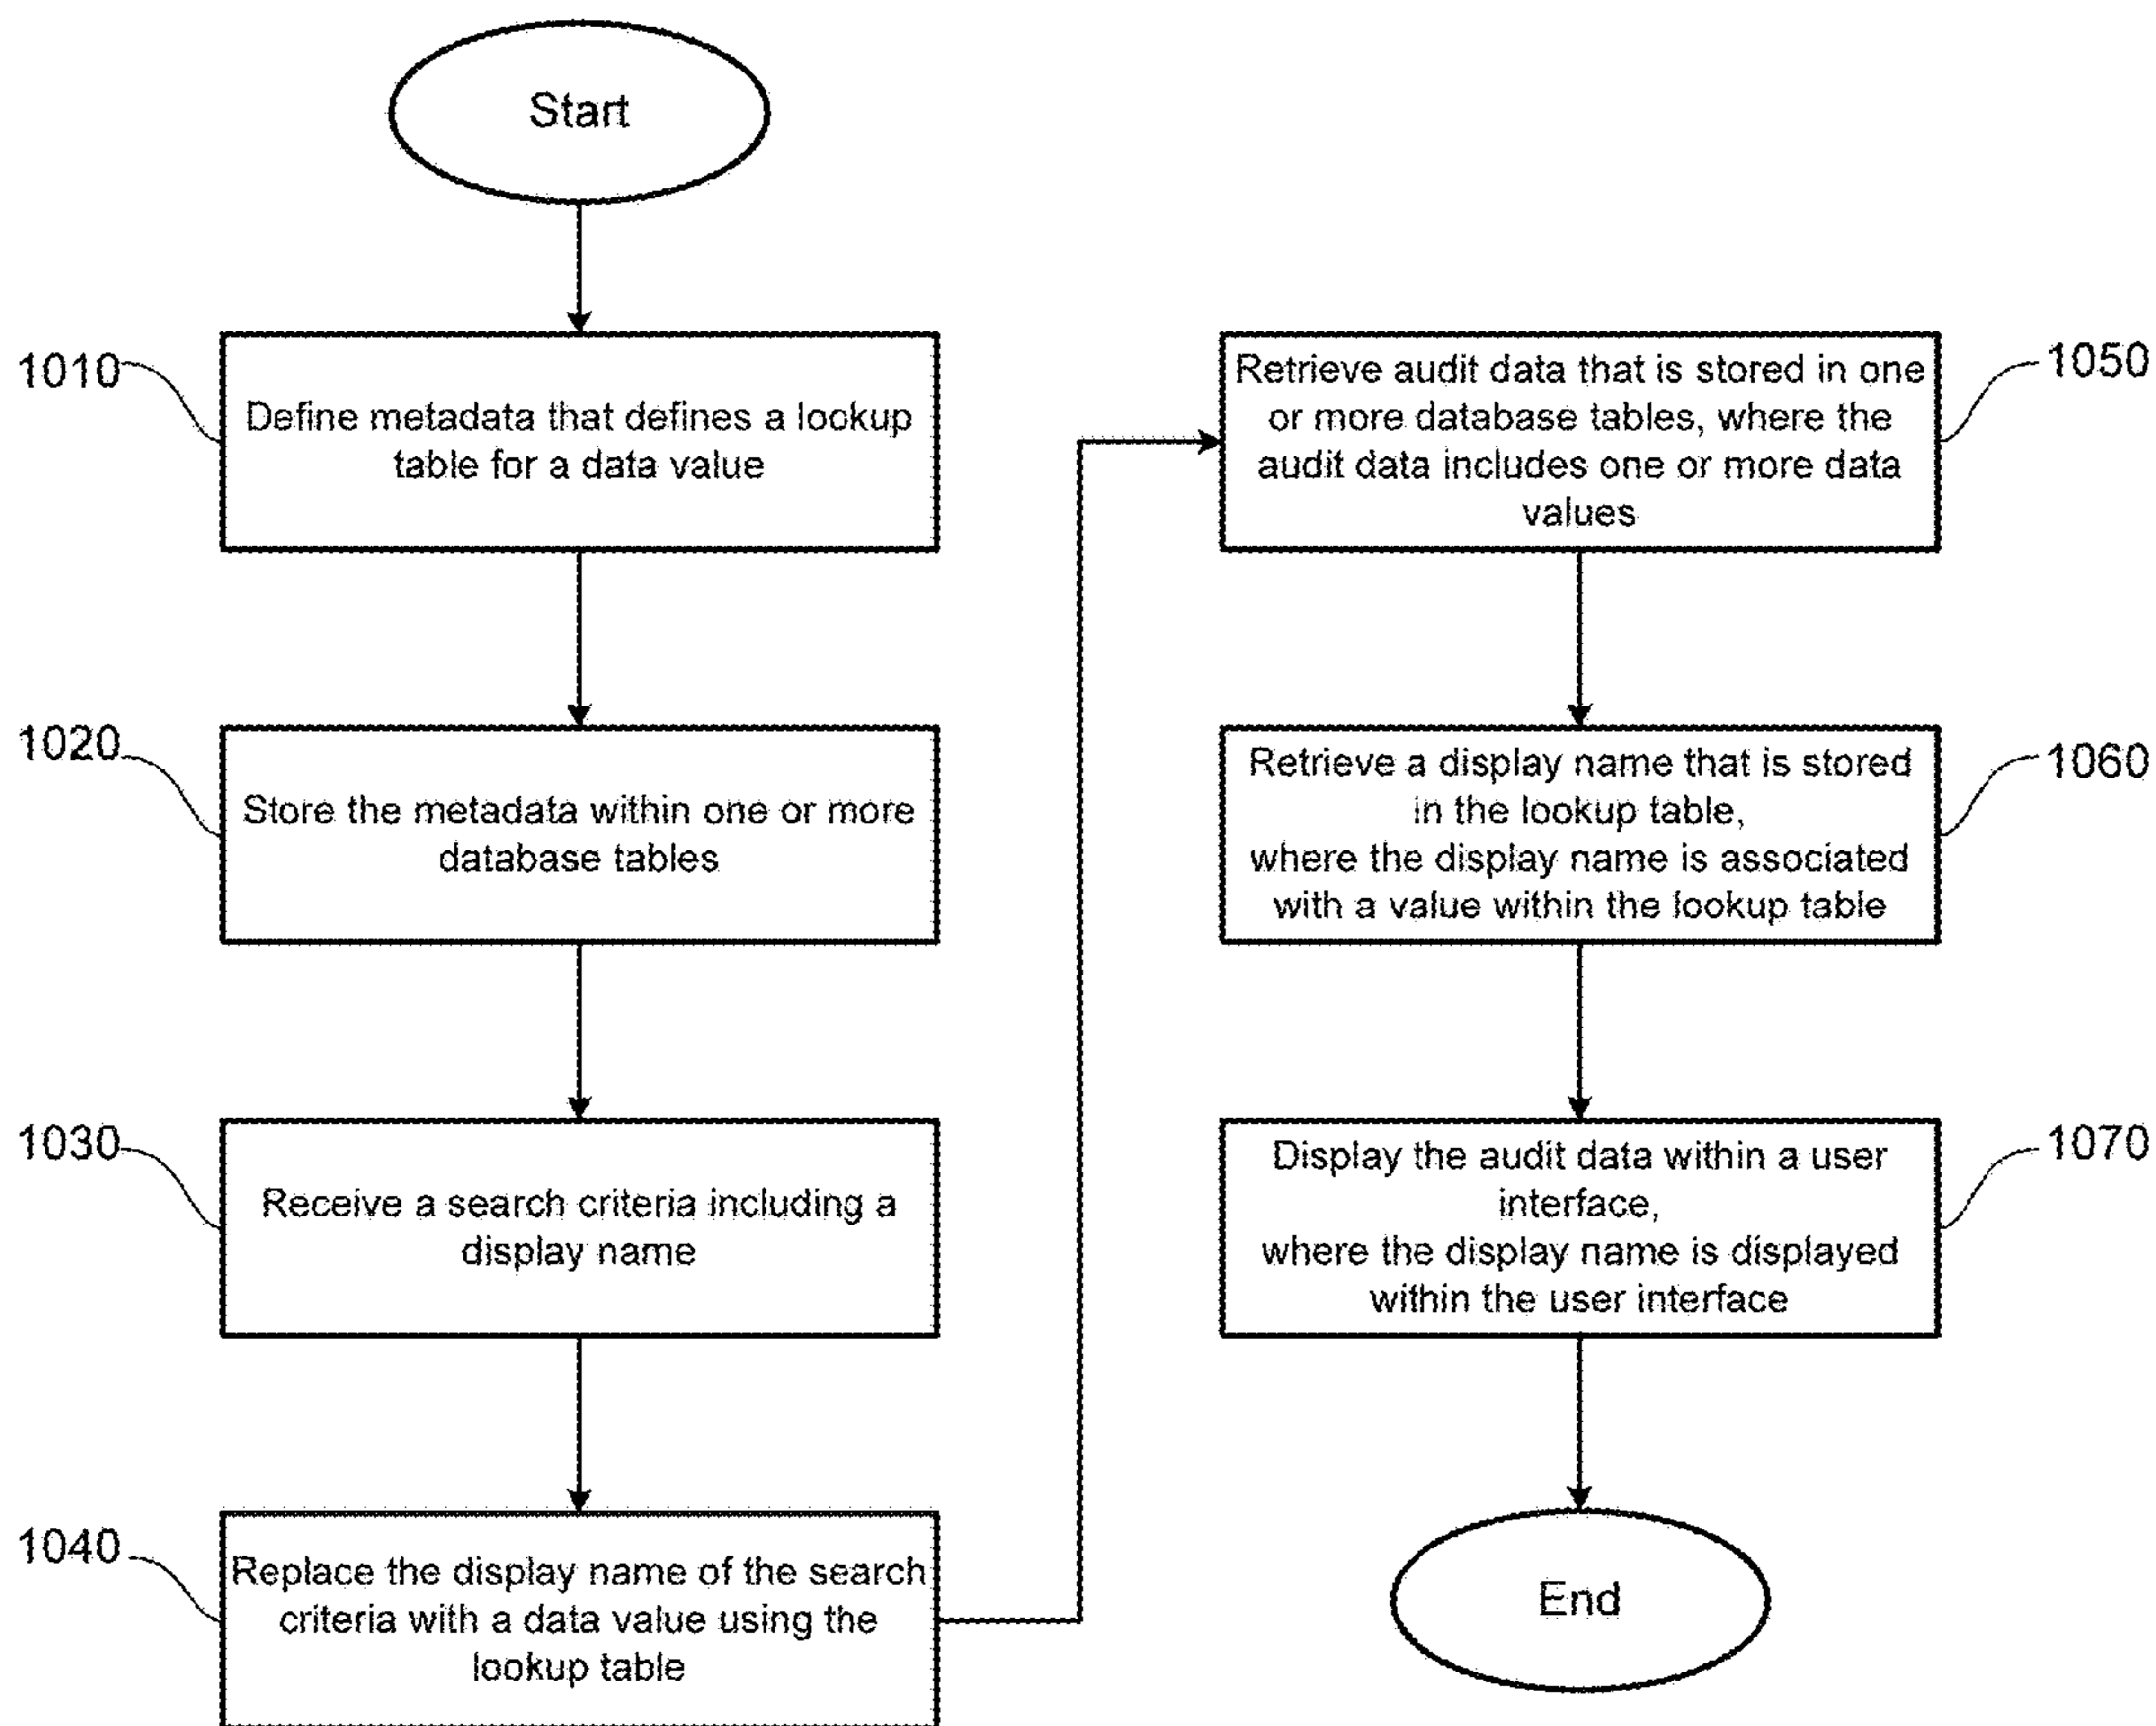 Start
1010
Define metadata that defines a lookup
table for a data value
1020
Store the metadata within one or more
database tables
1030
Receive a search criteria including a
display name
1040
Replace the display name of the search
criteria with a data value using the
lookup table
1050
Retrieve audit data that is stored in one
or more database tables, where the
audit data includes one or more data
values
1060
Retrieve a display name that is stored
in the lookup table,
where the display name is associated
with a value within the lookup table
1070
Display the audit data within a user
interface,
where the display name is displayed
within the user interface
End